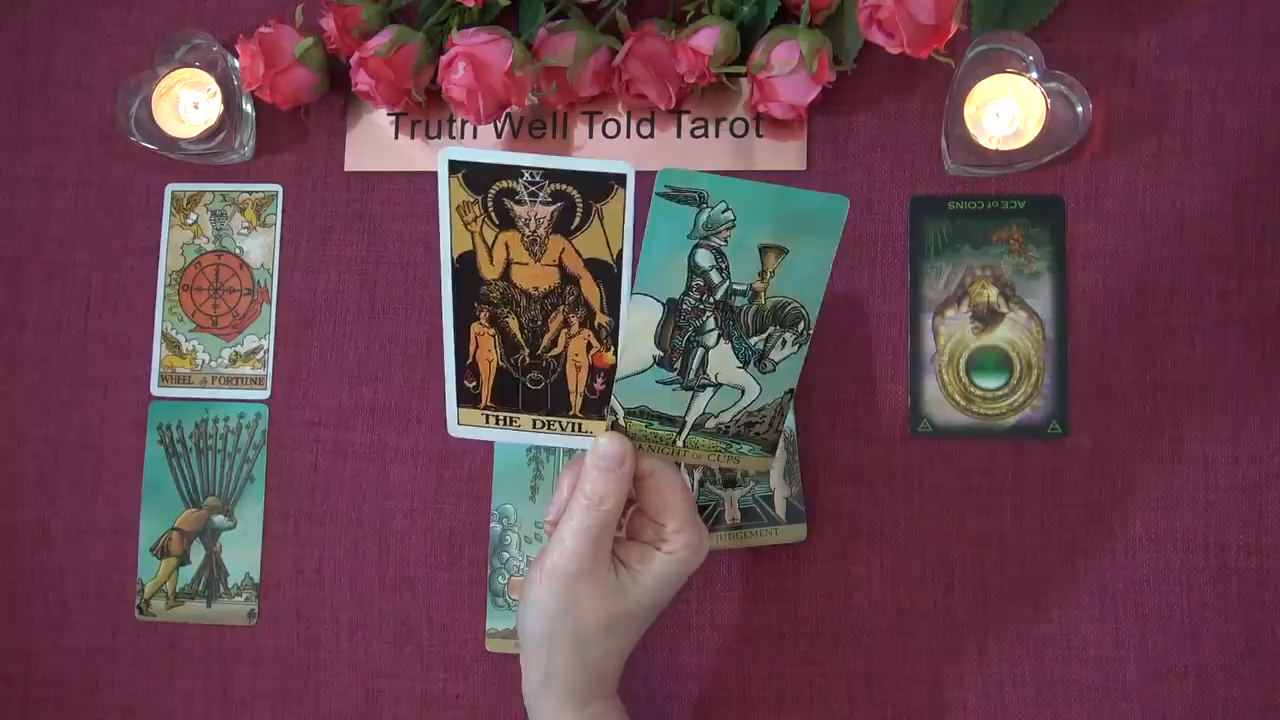 Truth Well Told Tarot
XV
THE DEVIL.
KNIGHT OF CUPS
ACE OF COINS
WHEEL of FORTUNE
JUDGEMENT